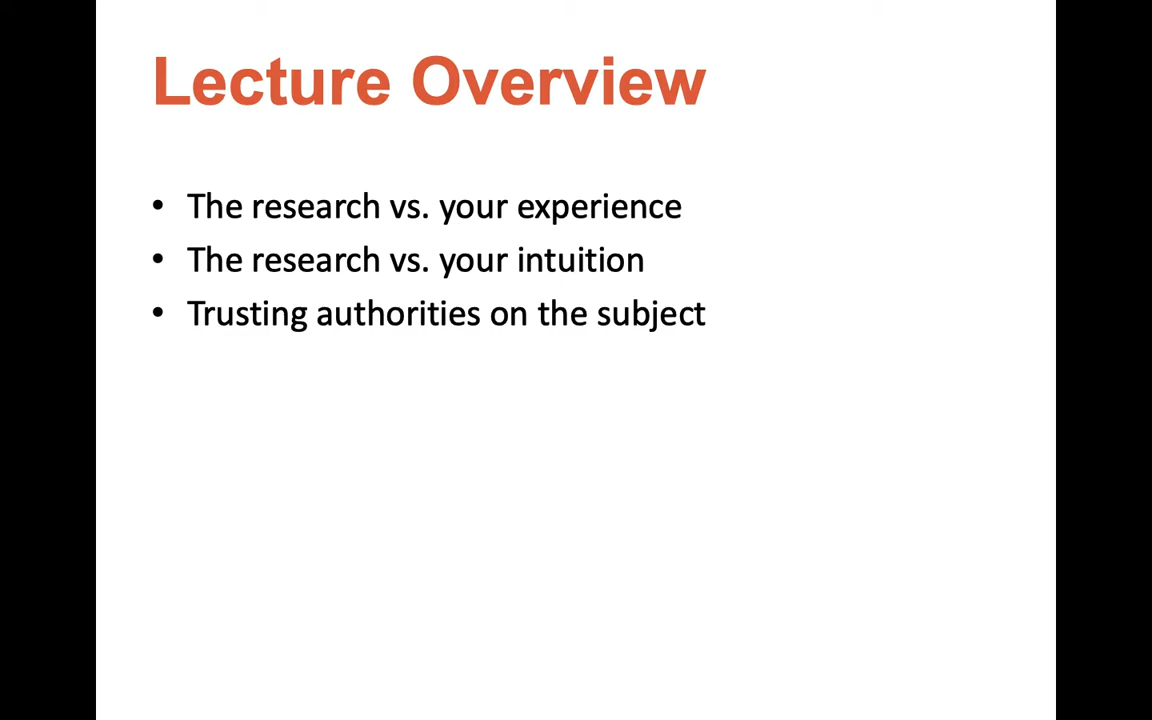 Lecture Overview
• The research vs. your experience
• The research vs. your intuition
• Trusting authorities on the subject